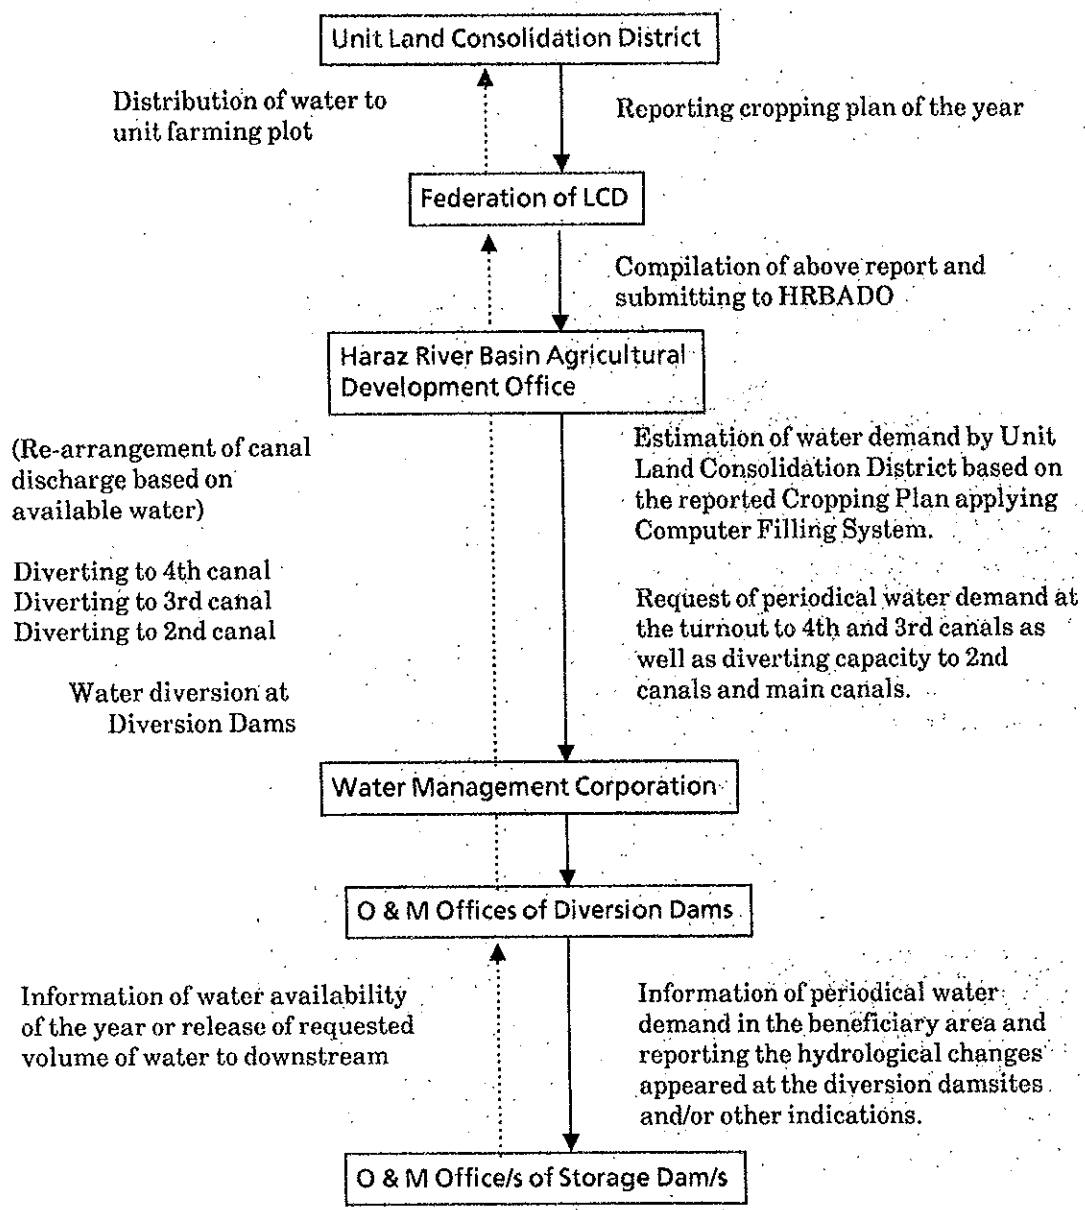 Unit Land Consolidation District
Distribution of water to
unit farming plot
Reporting cropping plan of the year
Federation of LCD
Compilation of above report and
submitting to HRBADO
Haraz River Basin Agricultural
Development Office
(Re-arrangement of canal
discharge based on
available water)
Diverting to 4th canal
Diverting to 3rd canal
Diverting to 2nd canal
Water diversion at
Diversion Dams
Estimation of water demand by Unit
Land Consolidation District based on
the reported Cropping Plan applying
Computer Filling System.
Request of periodical water demand at
the turnout to 4th and 3rd canals as
well as diverting capacity to 2nd
canals and main canals.
Water Management Corporation
O & M Offices of Diversion Dams
Information of water availability
of the year or release of requested
volume of water to downstream
Information of periodical water
demand in the beneficiary area and
reporting the hydrological changes
appeared at the diversion damsites
and/or other indications.
O & M Office/s of Storage Dam/s